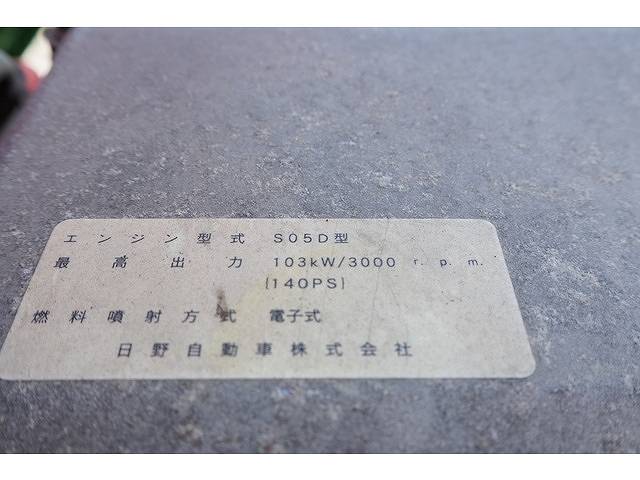 エンジン型式 S05D型
最高出力 103kW/3000 r.p.m.
[140PS]
燃料噴射方式 電子式
日野自動車株式会社